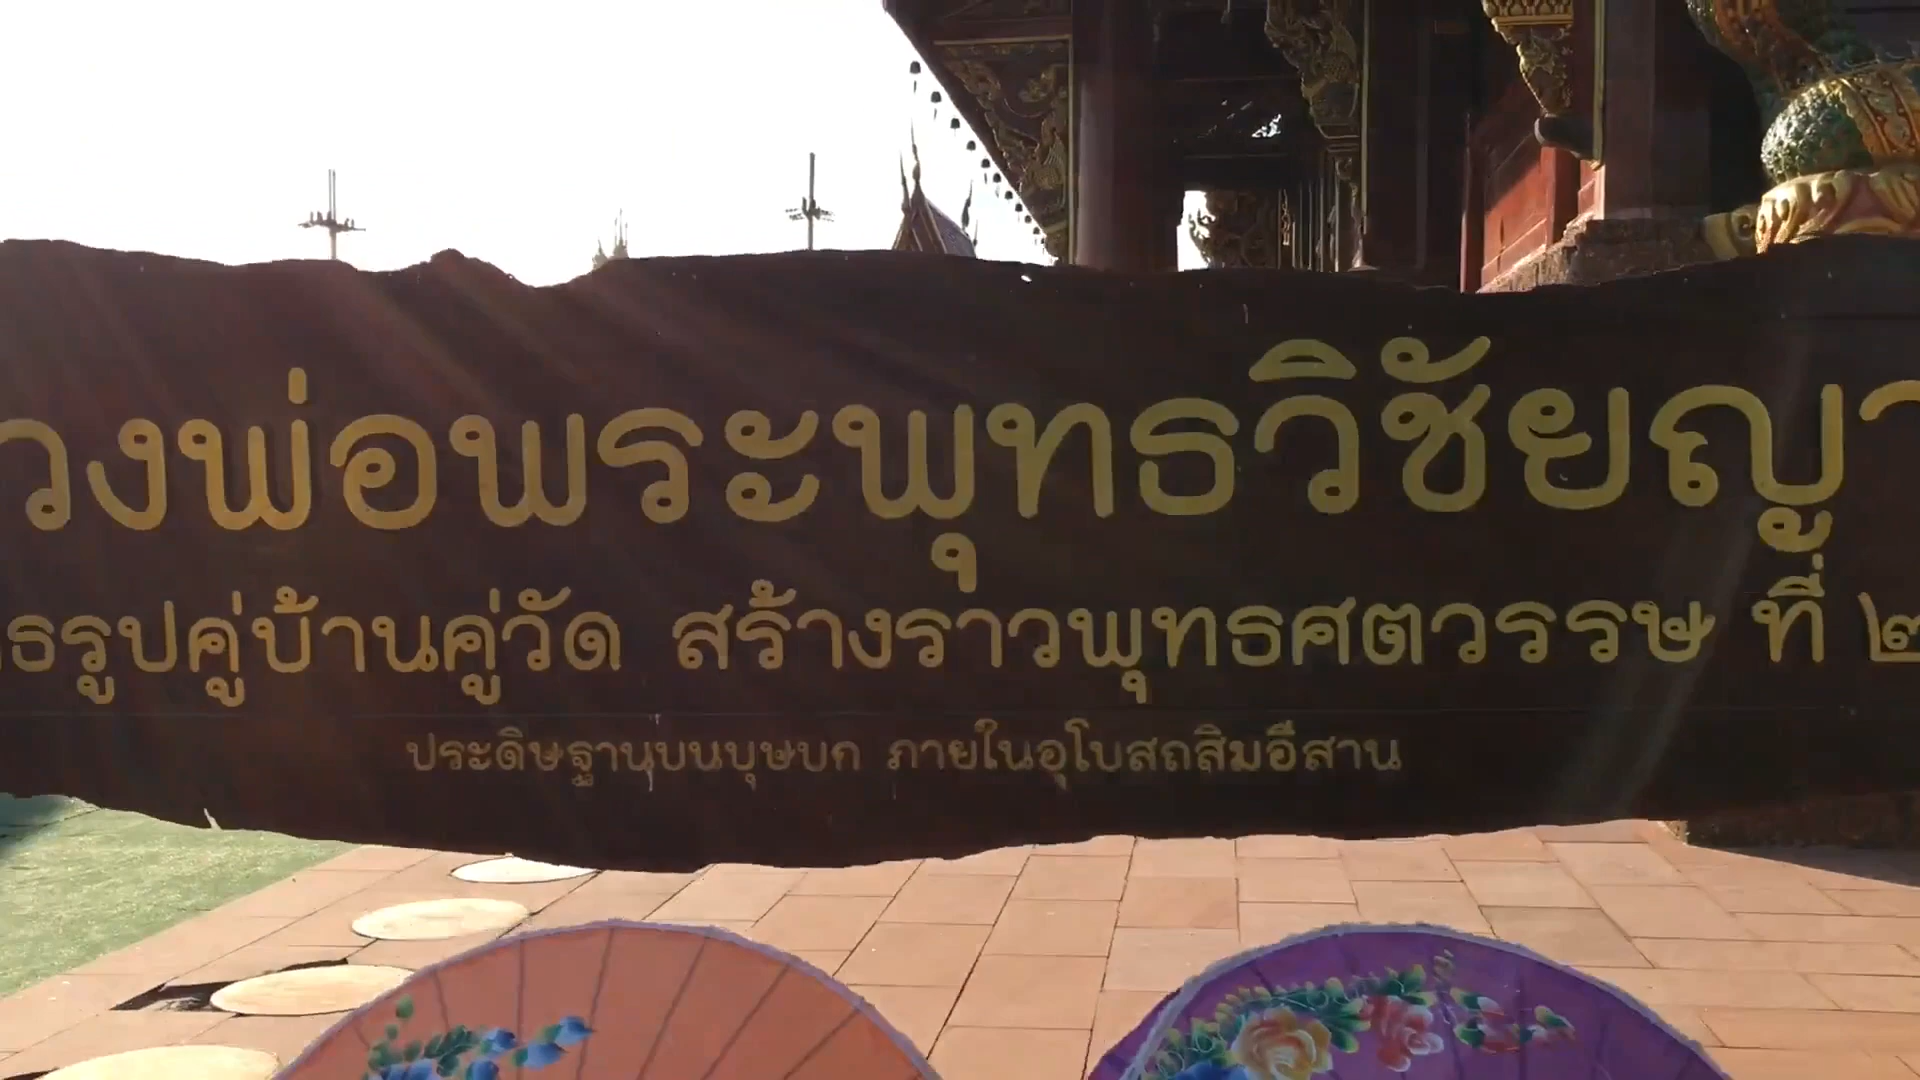 วงพ่อพระพุทธวิชัยญา
ธรูปคู่บ้านคู่วัด สร้างราวพุทธศตวรรษ ที่ ๒
ประดิษฐานบนบุษบก ภายในอุโบสถสิมอีสาน